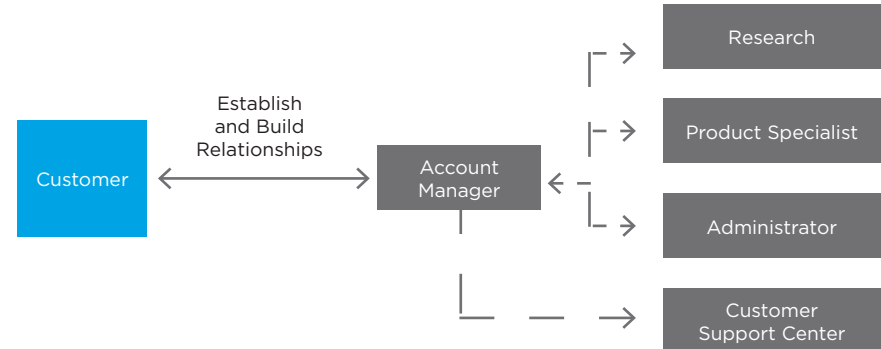 Customer
Establish
and Build
Relationships
Account
Manager
Research
Product Specialist
Administrator
Customer
Support Center